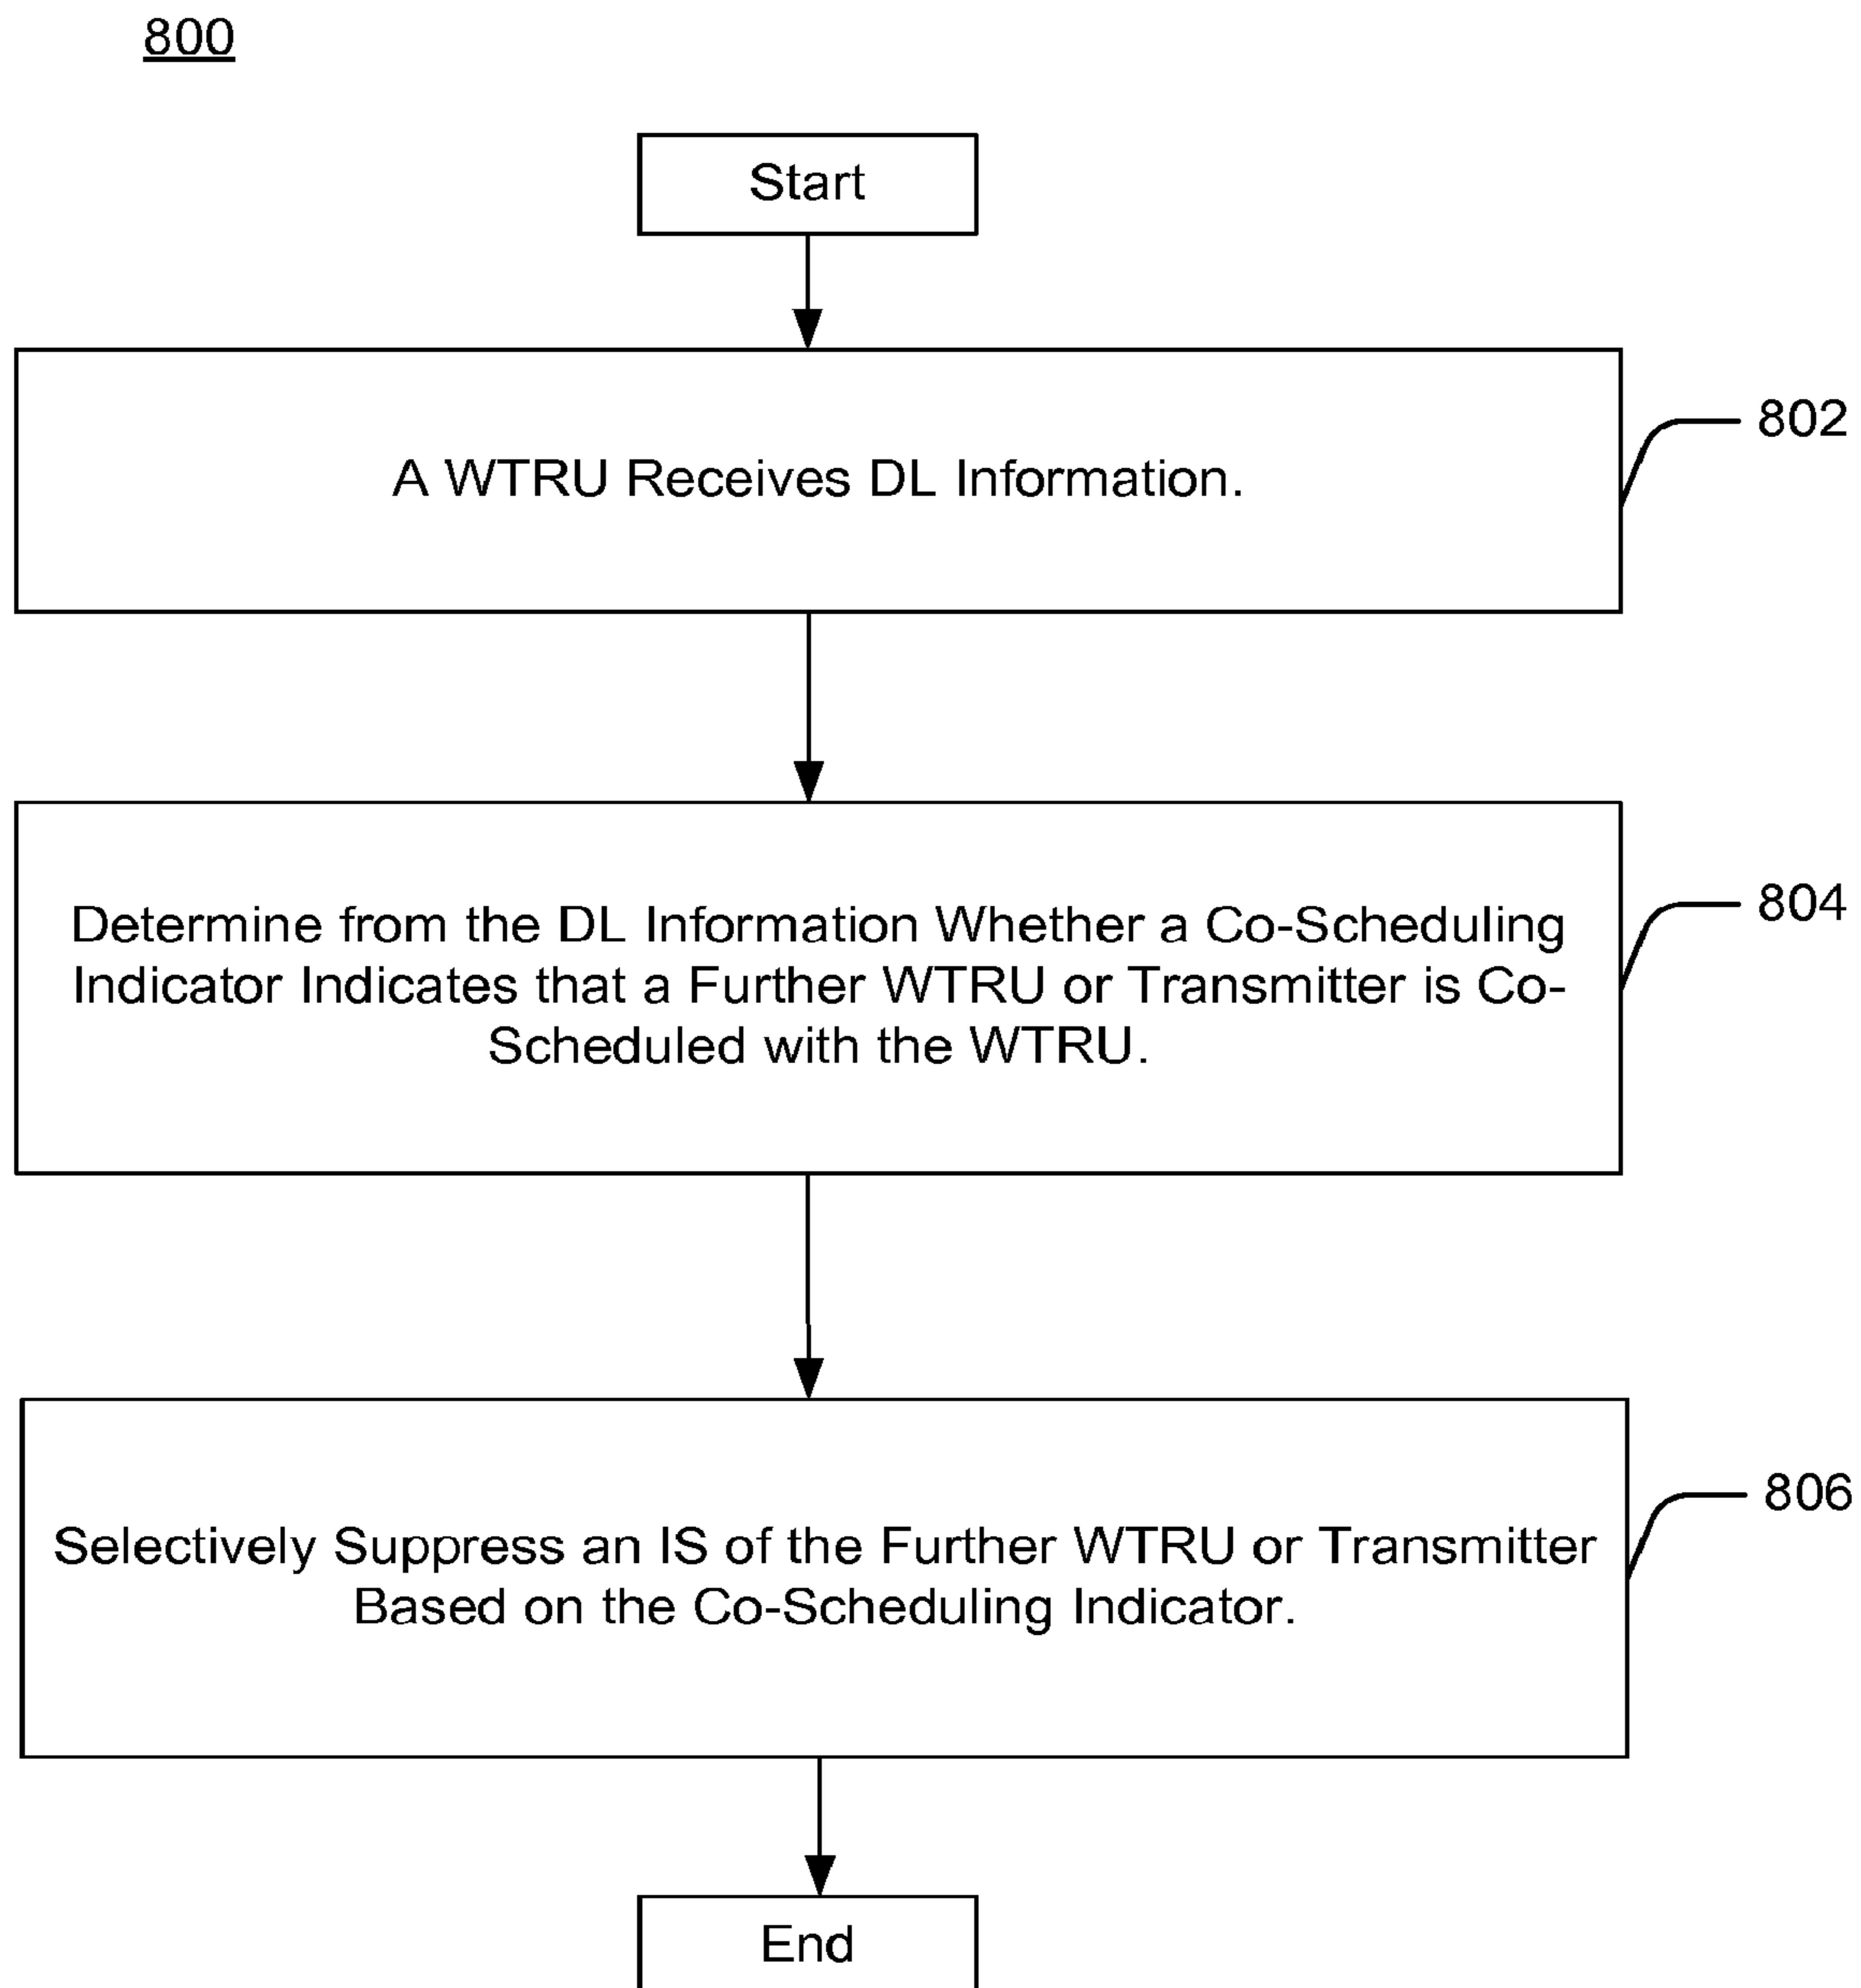 800
Start
A WTRU Receives DL Information.
802
Determine from the DL Information Whether a Co-Scheduling
Indicator Indicates that a Further WTRU or Transmitter is Co-
Scheduled with the WTRU.
804
Selectively Suppress an IS of the Further WTRU or Transmitter
Based on the Co-Scheduling Indicator.
806
End